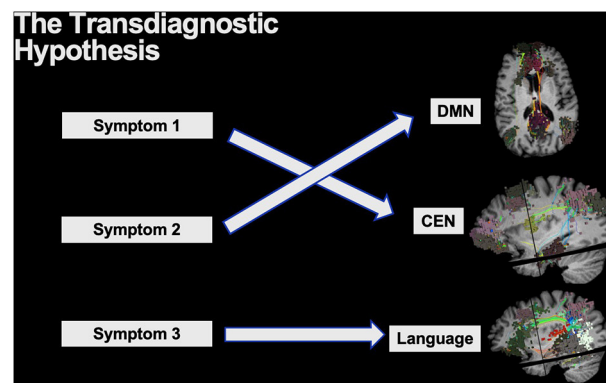 The Transdiagnostic
Hypothesis
Symptom 1
DMN
Symptom 2
CEN
Symptom 3
Language